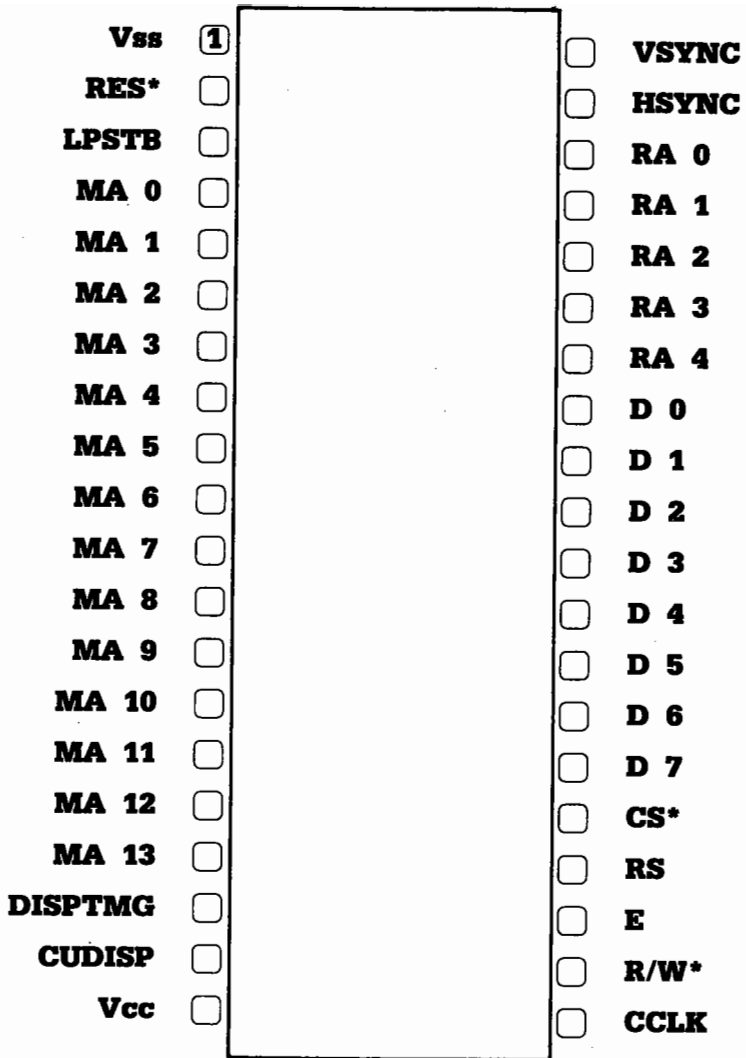 Vss 1
RES*
LPSTB
MA 0
MA 1
MA 2
MA 3
MA 4
MA 5
MA 6
MA 7
MA 8
MA 9
MA 10
MA 11
MA 12
MA 13
DISPTMG
CUDISP
Vcc
VSYNC
HSYNC
RA 0
RA 1
RA 2
RA 3
RA 4
D 0
D 1
D 2
D 3
D 4
D 5
D 6
D 7
CS*
RS
E
R/W*
CCLK